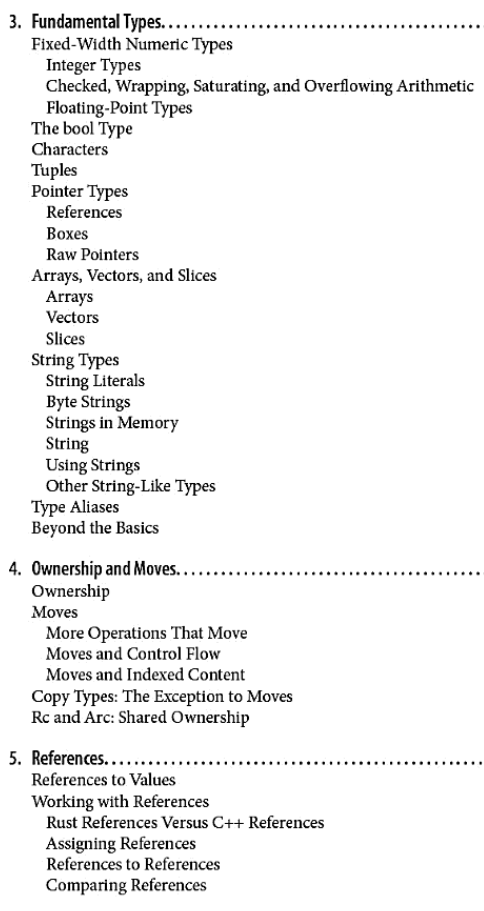 3. Fundamental Types. . . . . . . . . . . . . . . . . . . . . . . . . . . . . . . . . . . . . . . . . . . .
Fixed-Width Numeric Types
Integer Types
Checked, Wrapping, Saturating, and Overflowing Arithmetic
Floating-Point Types
The bool Type
Characters
Tuples
Pointer Types
References
Boxes
Raw Pointers
Arrays, Vectors, and Slices
Arrays
Vectors
Slices
String Types
String Literals
Byte Strings
Strings in Memory
String
Using Strings
Other String-Like Types
Type Aliases
Beyond the Basics
4. Ownership and Moves. . . . . . . . . . . . . . . . . . . . . . . . . . . . . . . . . . . . . . . . . .
Ownership
Moves
More Operations That Move
Moves and Control Flow
Moves and Indexed Content
Copy Types: The Exception to Moves
Rc and Arc: Shared Ownership
5. References. . . . . . . . . . . . . . . . . . . . . . . . . . . . . . . . . . . . . . . . . . . . . . . . . . . .
References to Values
Working with References
Rust References Versus C++ References
Assigning References
References to References
Comparing References